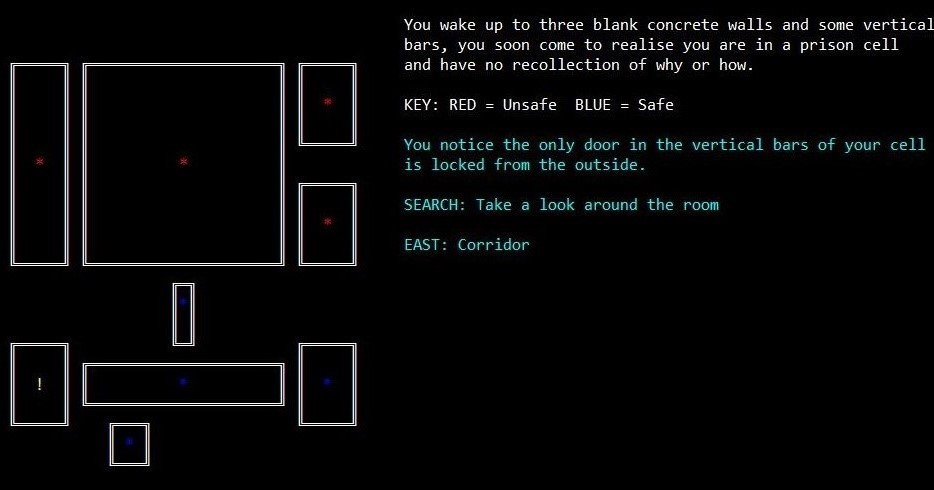 You wake up to three blank concrete walls and some vertical
bars, you soon come to realise you are in a prison cell
and have no recollection of why or how.
KEY: RED = Unsafe  BLUE = Safe
You notice the only door in the vertical bars of your cell
is locked from the outside.
SEARCH: Take a look around the room
EAST: Corridor
*
* *
*
*
! * *
*